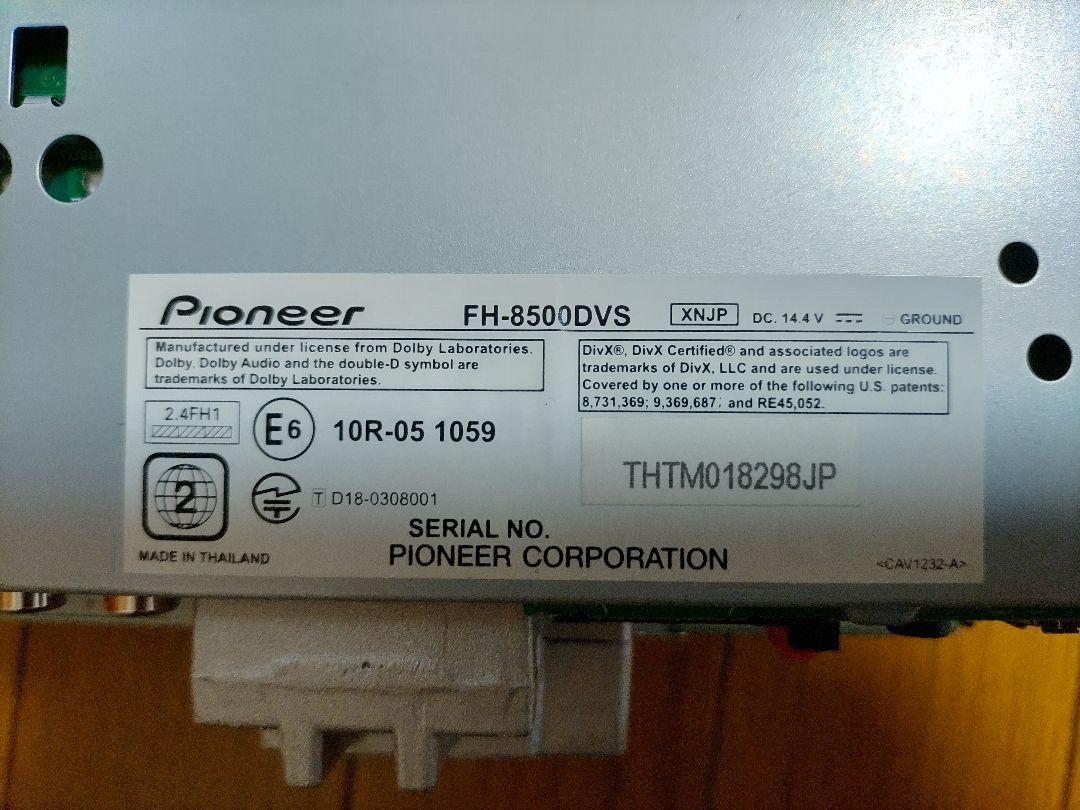 Pioneer FH-8500DVS XNJP DC. 14.4 V GROUND
Manufactured under license from Dolby Laboratories.
Dolby, Dolby Audio and the double-D symbol are
trademarks of Dolby Laboratories.
DivX®, DivX Certified® and associated logos are
trademarks of DivX, LLC and are used under license.
Covered by one or more of the following U.S. patents:
8,731,369; 9,369,687; and RE45,052.
2.4FH1
E6 10R-05 1059
2
T D18-0308001
THTM018298JP
SERIAL NO.
MADE IN THAILAND
PIONEER CORPORATION
<CAV1232-A>